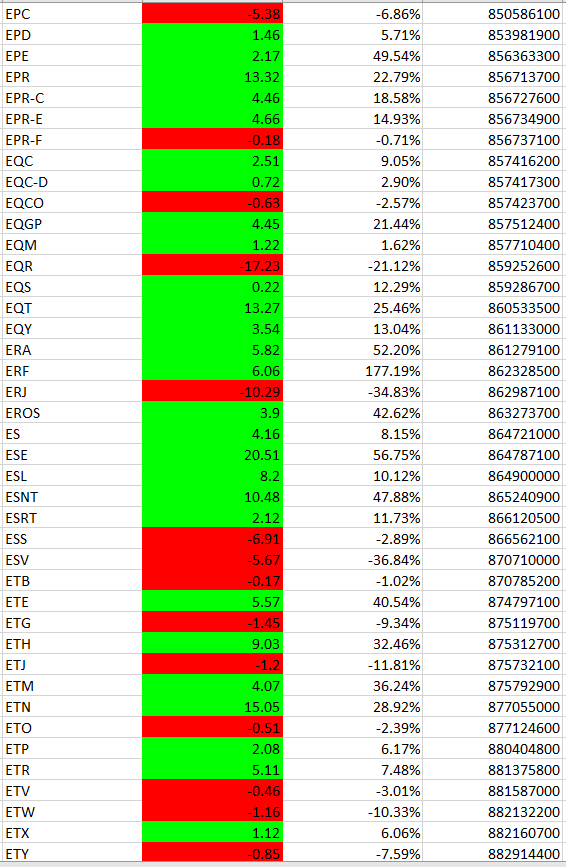 EPC -5.38 -6.86% 850586100
EPD 1.46 5.71% 853981900
EPE 2.17 49.54% 856363300
EPR 13.32 22.79% 856713700
EPR-C 4.46 18.58% 856727600
EPR-E 4.66 14.93% 856734900
EPR-F -0.18 -0.71% 856737100
EQC 2.51 9.05% 857416200
EQC-D 0.72 2.90% 857417300
EQCO -0.63 -2.57% 857423700
EQGP 4.45 21.44% 857512400
EQM 1.22 1.62% 857710400
EQR -17.23 -21.12% 859252600
EQS 0.22 12.29% 859286700
EQT 13.27 25.46% 860533500
EQY 3.54 13.04% 861133000
ERA 5.82 52.20% 861279100
ERF 6.06 177.19% 862328500
ERJ -10.29 -34.83% 862987100
EROS 3.9 42.62% 863273700
ES 4.16 8.15% 864721000
ESE 20.51 56.75% 864787100
ESL 8.2 10.12% 864900000
ESNT 10.48 47.88% 865240900
ESRT 2.12 11.73% 866120500
ESS -6.91 -2.89% 866562100
ESV -5.67 -36.84% 870710000
ETB -0.17 -1.02% 870785200
ETE 5.57 40.54% 874797100
ETG -1.45 -9.34% 875119700
ETH 9.03 32.46% 875312700
ETJ -1.2 -11.81% 875732100
ETM 4.07 36.24% 875792900
ETN 15.05 28.92% 877055000
ETO -0.51 -2.39% 877124600
ETP 2.08 6.17% 880404800
ETR 5.11 7.48% 881375800
ETV -0.46 -3.01% 881587000
ETW -1.16 -10.33% 882132200
ETX 1.12 6.06% 882160700
ETY -0.85 -7.59% 882914400